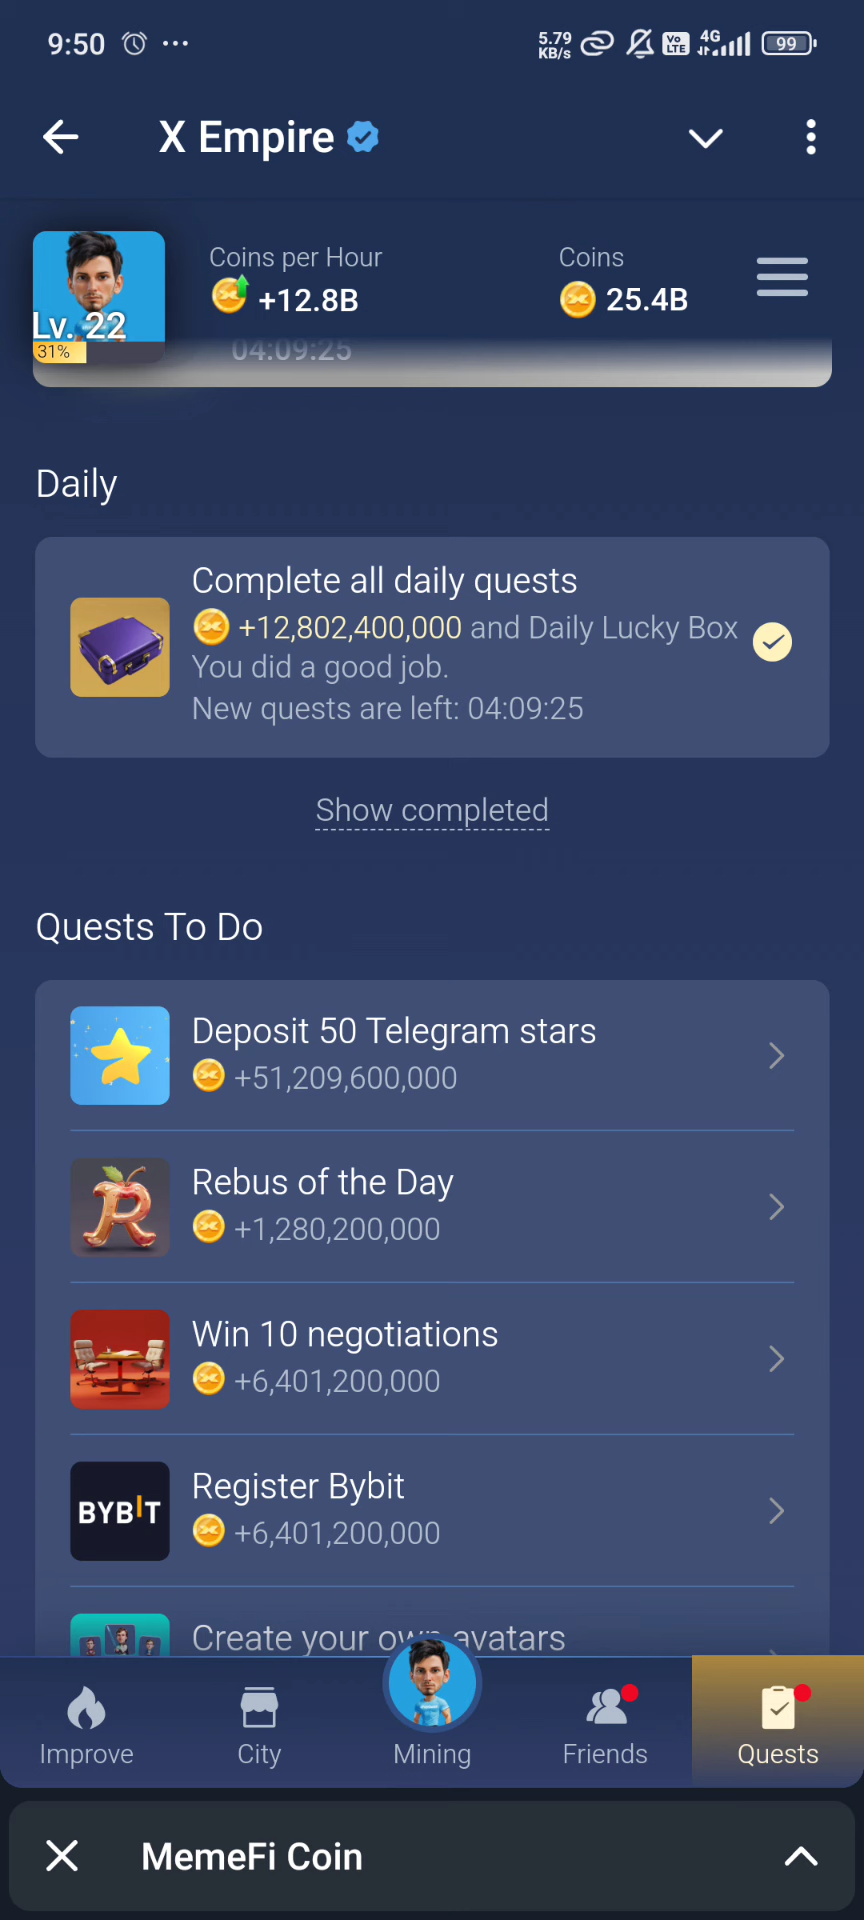 9:50
5.79
KB/s
Vo
LTE
4G
99
X Empire
Coins per Hour
+12.8B
Coins
25.4B
Lv. 22
31%
04:09:25
Daily
Complete all daily quests
+12,802,400,000 and Daily Lucky Box
You did a good job.
New quests are left: 04:09:25
Show completed
Quests To Do
Deposit 50 Telegram stars
+51,209,600,000
Rebus of the Day
+1,280,200,000
Win 10 negotiations
+6,401,200,000
BYBIT
Register Bybit
+6,401,200,000
Create your own avatars
Improve
City
Mining
Friends
Quests
MemeFi Coin